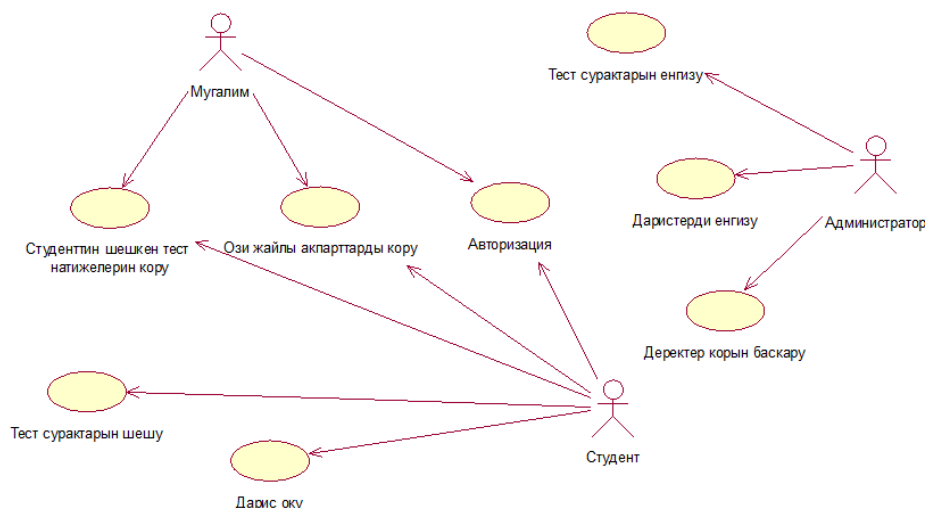 Тест сурактарын енгизу
Мугалим
Даристерди енгизу
Администратор
Студенттин шешкен тест
натижелерин кору
Ози жайлы акпарттарды кору
Авторизация
Деректер корын баскару
Тест сурактарын шешу
Студент
Дарис оку